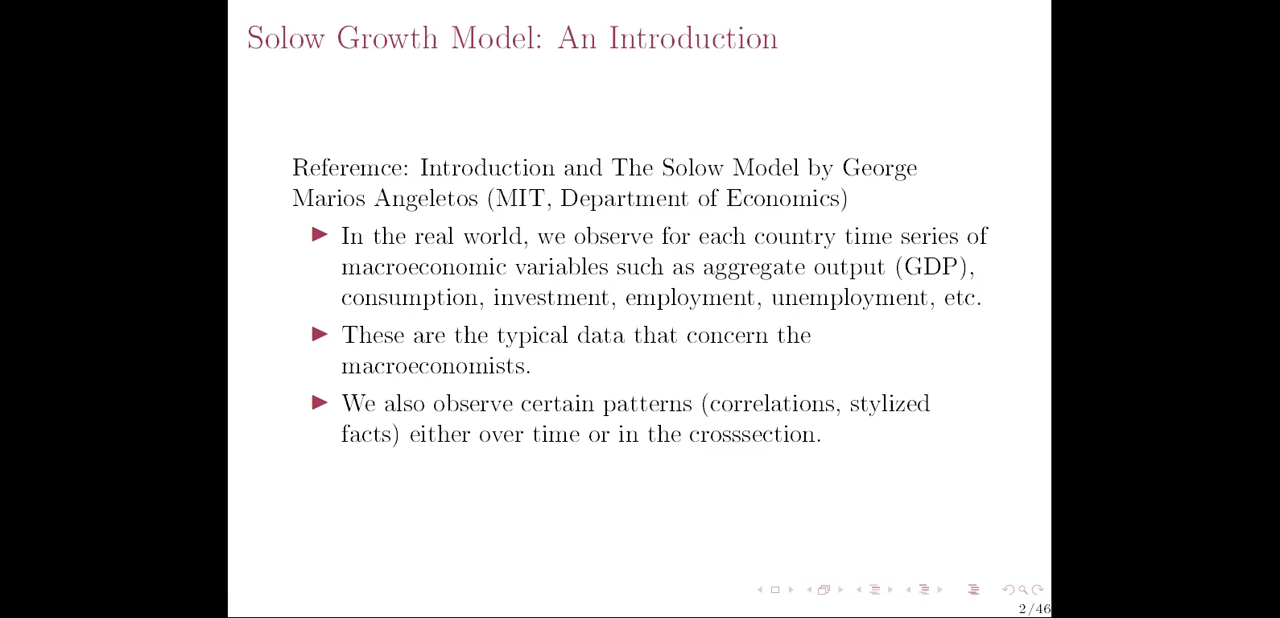 Solow Growth Model: An Introduction
Referemce: Introduction and The Solow Model by George
Marios Angeletos (MIT, Department of Economics)
In the real world, we observe for each country time series of
macroeconomic variables such as aggregate output (GDP),
consumption, investment, employment, unemployment, etc.
These are the typical data that concern the
macroeconomists.
We also observe certain patterns (correlations, stylized
facts) either over time or in the crosssection.
2/46